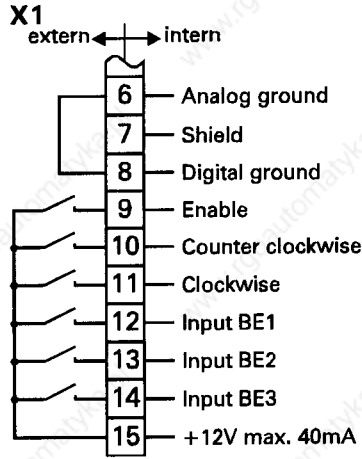 X1
extern intern
6 Analog ground
7 Shield
8 Digital ground
9 Enable
10 Counter clockwise
11 Clockwise
12 Input BE1
13 Input BE2
14 Input BE3
15 +12V max. 40mA